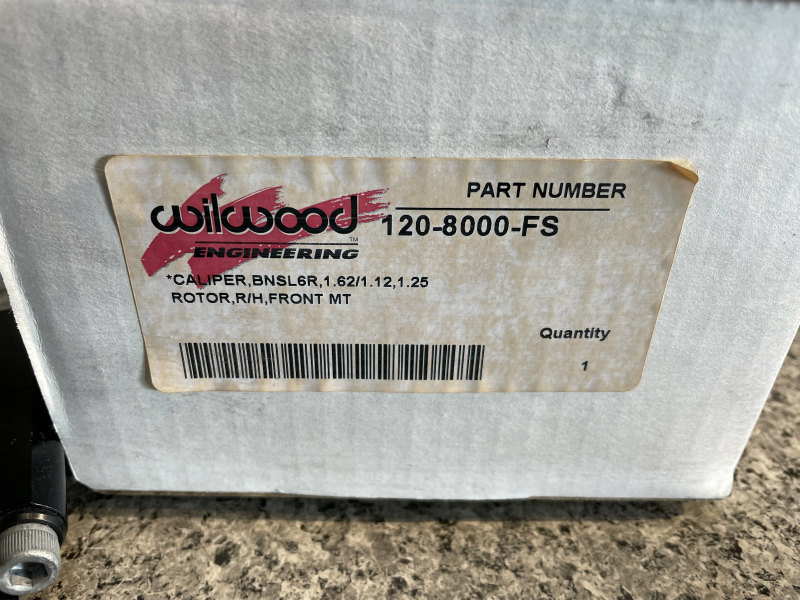 wilwood
™
ENGINEERING
PART NUMBER
120-8000-FS
*CALIPER,BNSL6R,1.62/1.12,1.25
ROTOR,R/H,FRONT MT
Quantity
1